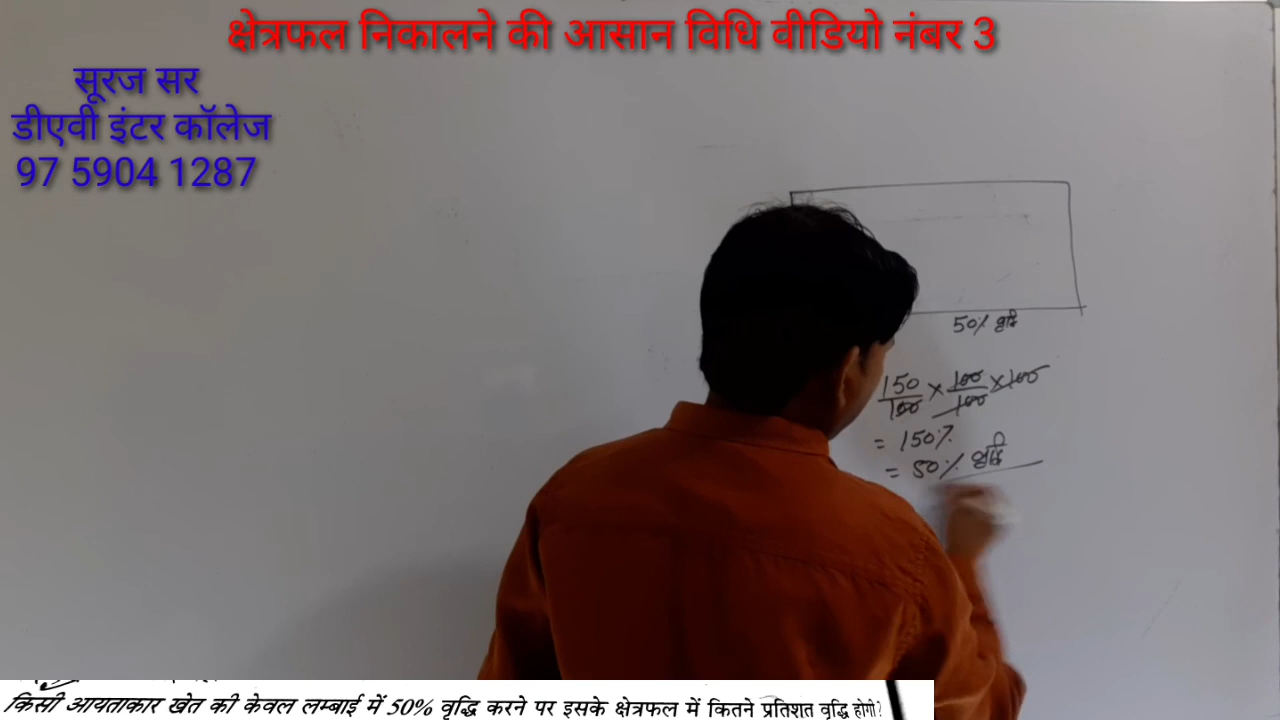 क्षेत्रफल निकालने की आसान विधि वीडियो नंबर 3
सूरज सर
डीएवी इंटर कॉलेज
97 5904 1287
50% वृद्धि
150/100 × 100/100 × 100
= 150%
= 50% वृद्धि
किसी आयताकार खेत की केवल लम्बाई में 50% वृद्धि करने पर इसके क्षेत्रफल में कितने प्रतिशत वृद्धि होगी?